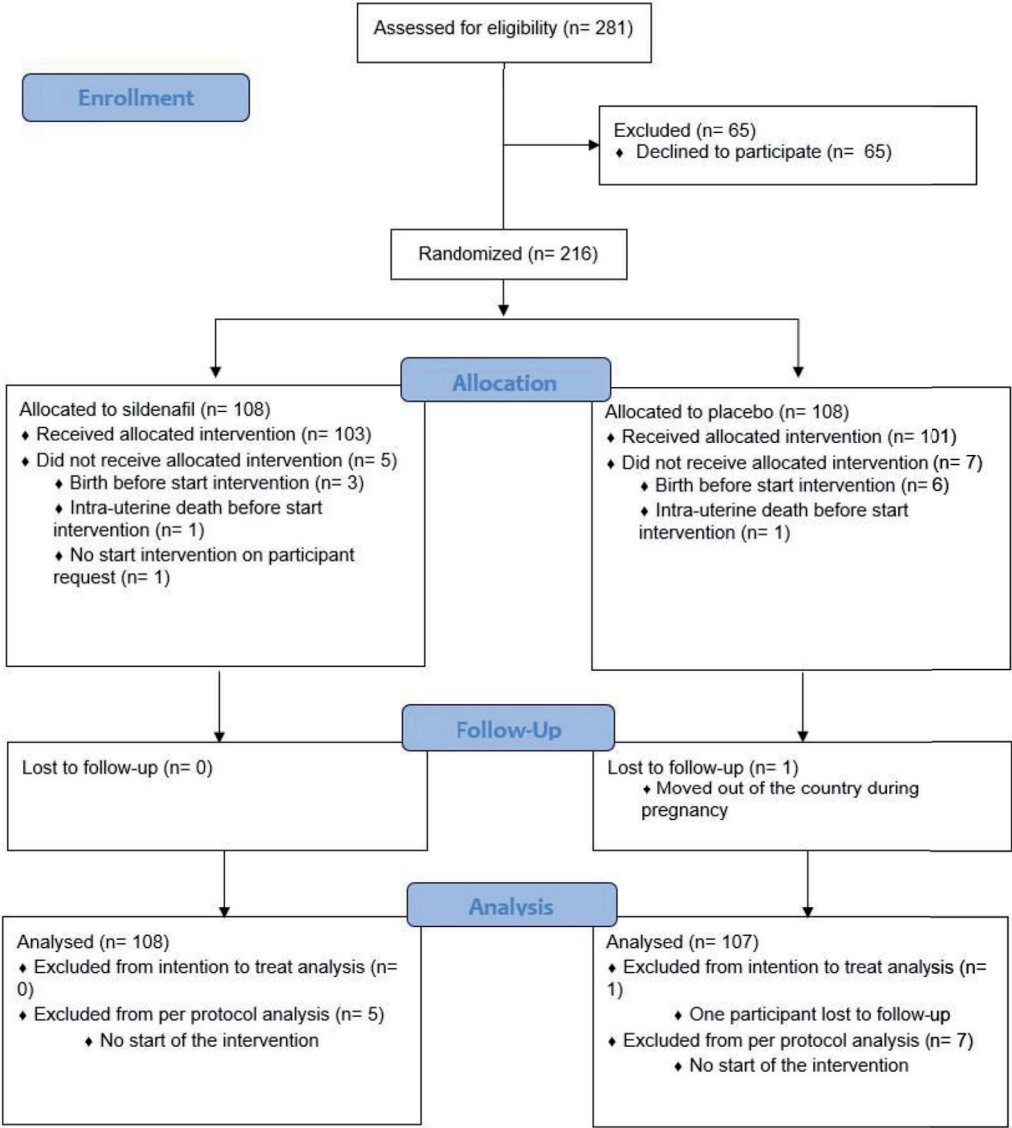 Assessed for eligibility (n= 281)
Enrollment
Excluded (n= 65)
♦ Declined to participate (n= 65)
Randomized (n= 216)
Allocation
Allocated to sildenafil (n= 108)
♦ Received allocated intervention (n= 103)
♦ Did not receive allocated intervention (n= 5)
♦ Birth before start intervention (n= 3)
♦ Intra-uterine death before start
intervention (n= 1)
♦ No start intervention on participant
request (n= 1)
Allocated to placebo (n= 108)
♦ Received allocated intervention (n= 101)
♦ Did not receive allocated intervention (n= 7)
♦ Birth before start intervention (n= 6)
♦ Intra-uterine death before start
intervention (n= 1)
Follow-Up
Lost to follow-up (n= 0)
Lost to follow-up (n= 1)
♦ Moved out of the country during
pregnancy
Analysis
Analysed (n= 108)
♦ Excluded from intention to treat analysis (n=
0)
♦ Excluded from per protocol analysis (n= 5)
♦ No start of the intervention
Analysed (n= 107)
♦ Excluded from intention to treat analysis (n=
1)
♦ One participant lost to follow-up
♦ Excluded from per protocol analysis (n= 7)
♦ No start of the intervention